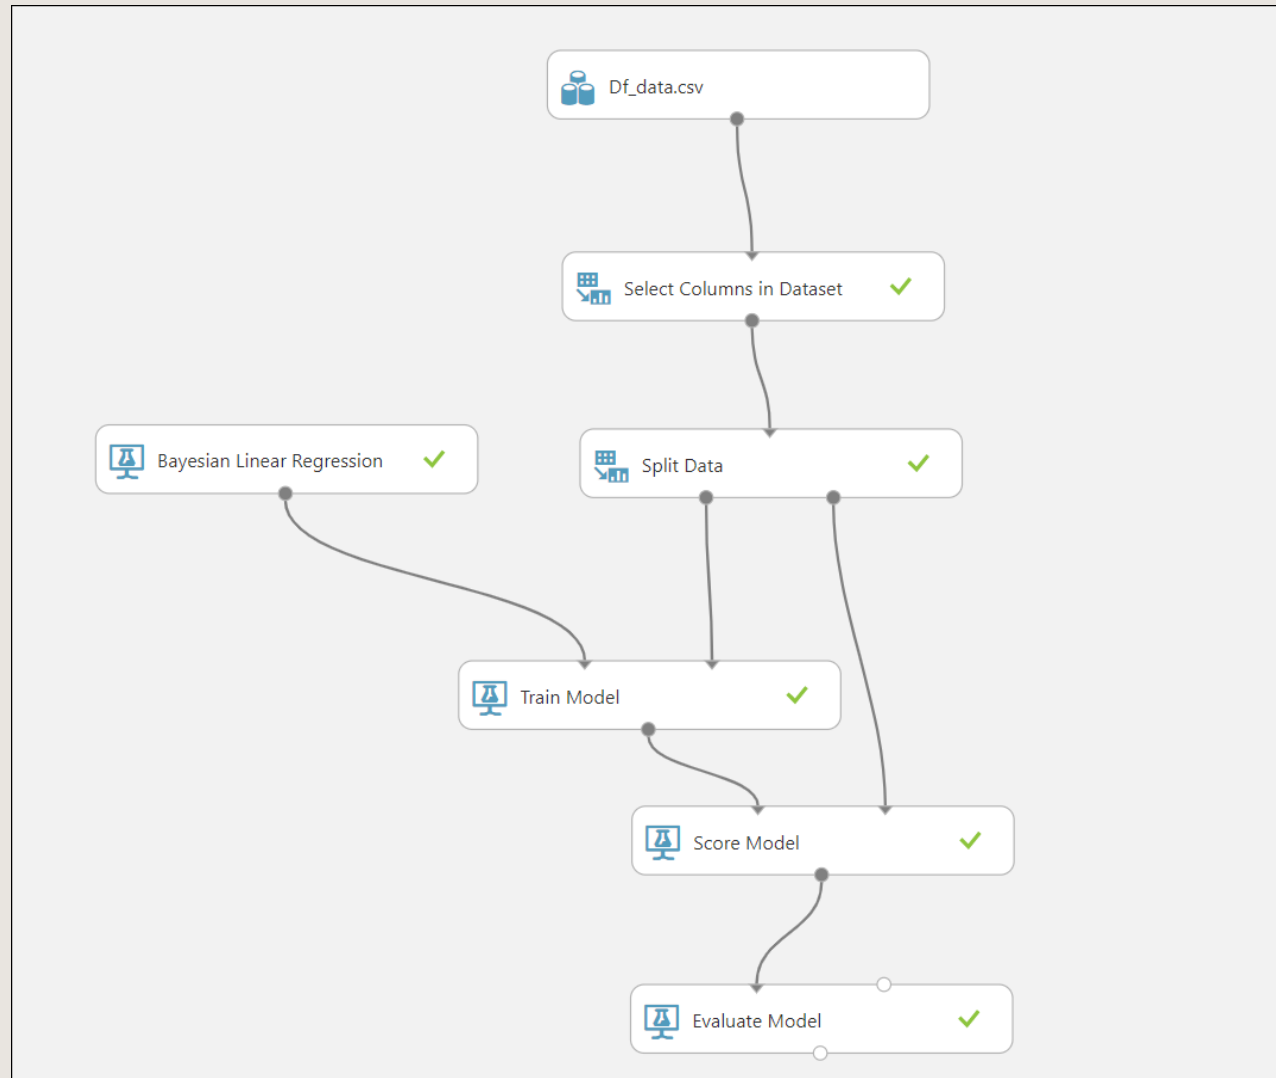 Df_data.csv
Select Columns in Dataset
Bayesian Linear Regression
Split Data
Train Model
Score Model
Evaluate Model